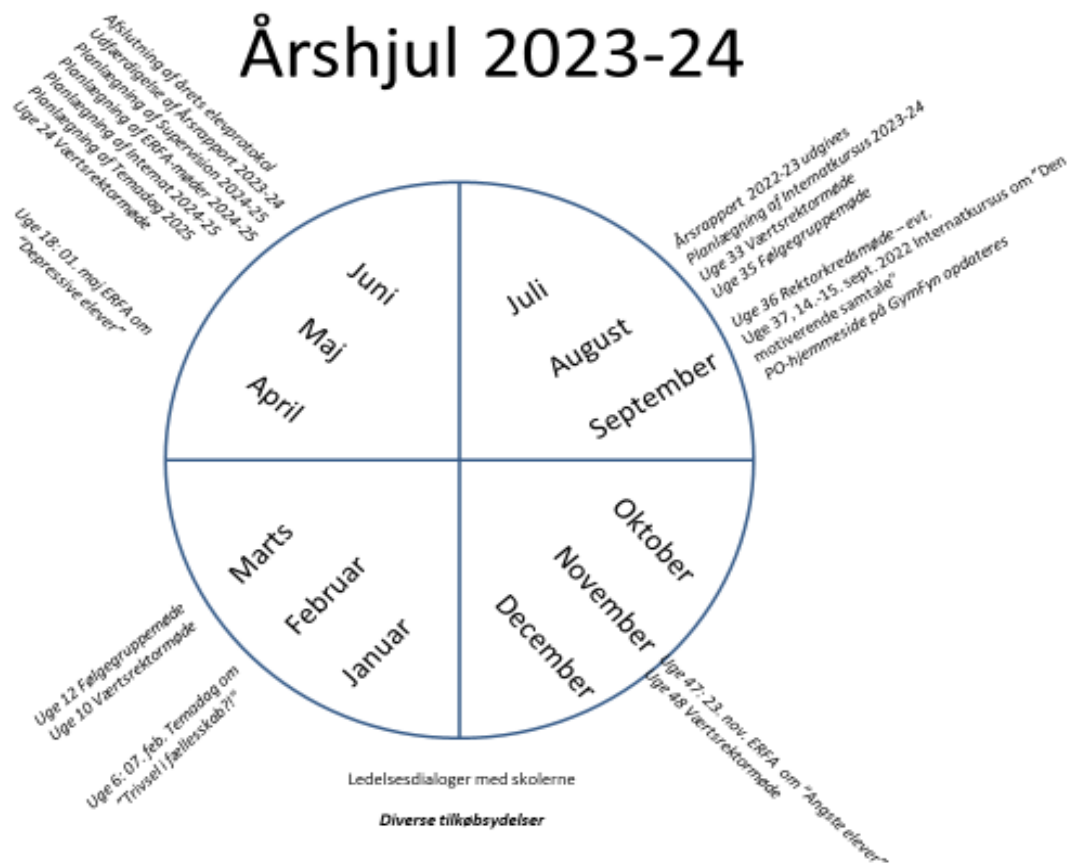 Årshjul 2023-24
Afslutning af årets elevprotokol
Udfærdigelse af Årsrapport 2023-24
Planlægning af Supervision 2024-25
Planlægning af ERFA-møder 2024-25
Planlægning af Internat 2024-25
Planlægning af Temadag 2025
Uge 24 Værtsrektormøde
Uge 18: 01. maj ERFA om
"Depressive elever"
Årsrapport 2022-23 udgives
Planlægning af Internatkursus 2023-24
Uge 33 Værtsrektormøde
Uge 35 Følgegruppemøde
Uge 36 Rektorkredsmøde – evt.
Uge 37, 14.-15. sept. 2022 Internatkursus om "Den
motiverende samtale"
PO-hjemmeside på GymFyn opdateres
Juni
Maj
April
Juli
August
September
Marts
Februar
Januar
Oktober
November
December
Uge 12 Følgegruppemøde
Uge 10 Værtsrektormøde
Uge 6: 07. feb. Temadag om
"Trivsel i fællesskab?!"
Uge 47: 23. nov. ERFA om "Angste elever"
Uge 48 Værtsrektormøde
Ledelsesdialoger med skolerne
Diverse tilkøbsydelser